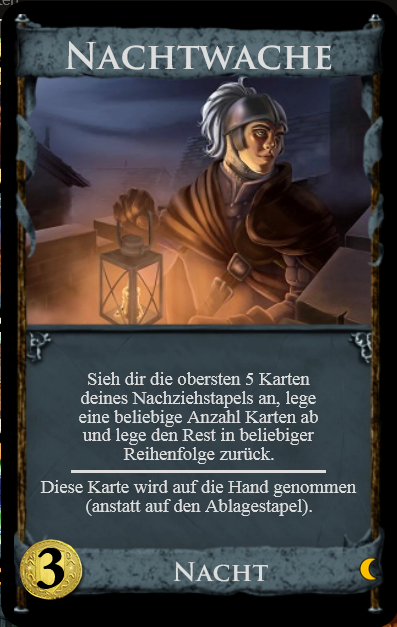 Nachtwache
Sieh dir die obersten 5 Karten
deines Nachziehstapels an, lege
eine beliebige Anzahl Karten ab
und lege den Rest in beliebiger
Reihenfolge zurück.
Diese Karte wird auf die Hand genommen
(anstatt auf den Ablagestapel).
3
Nacht